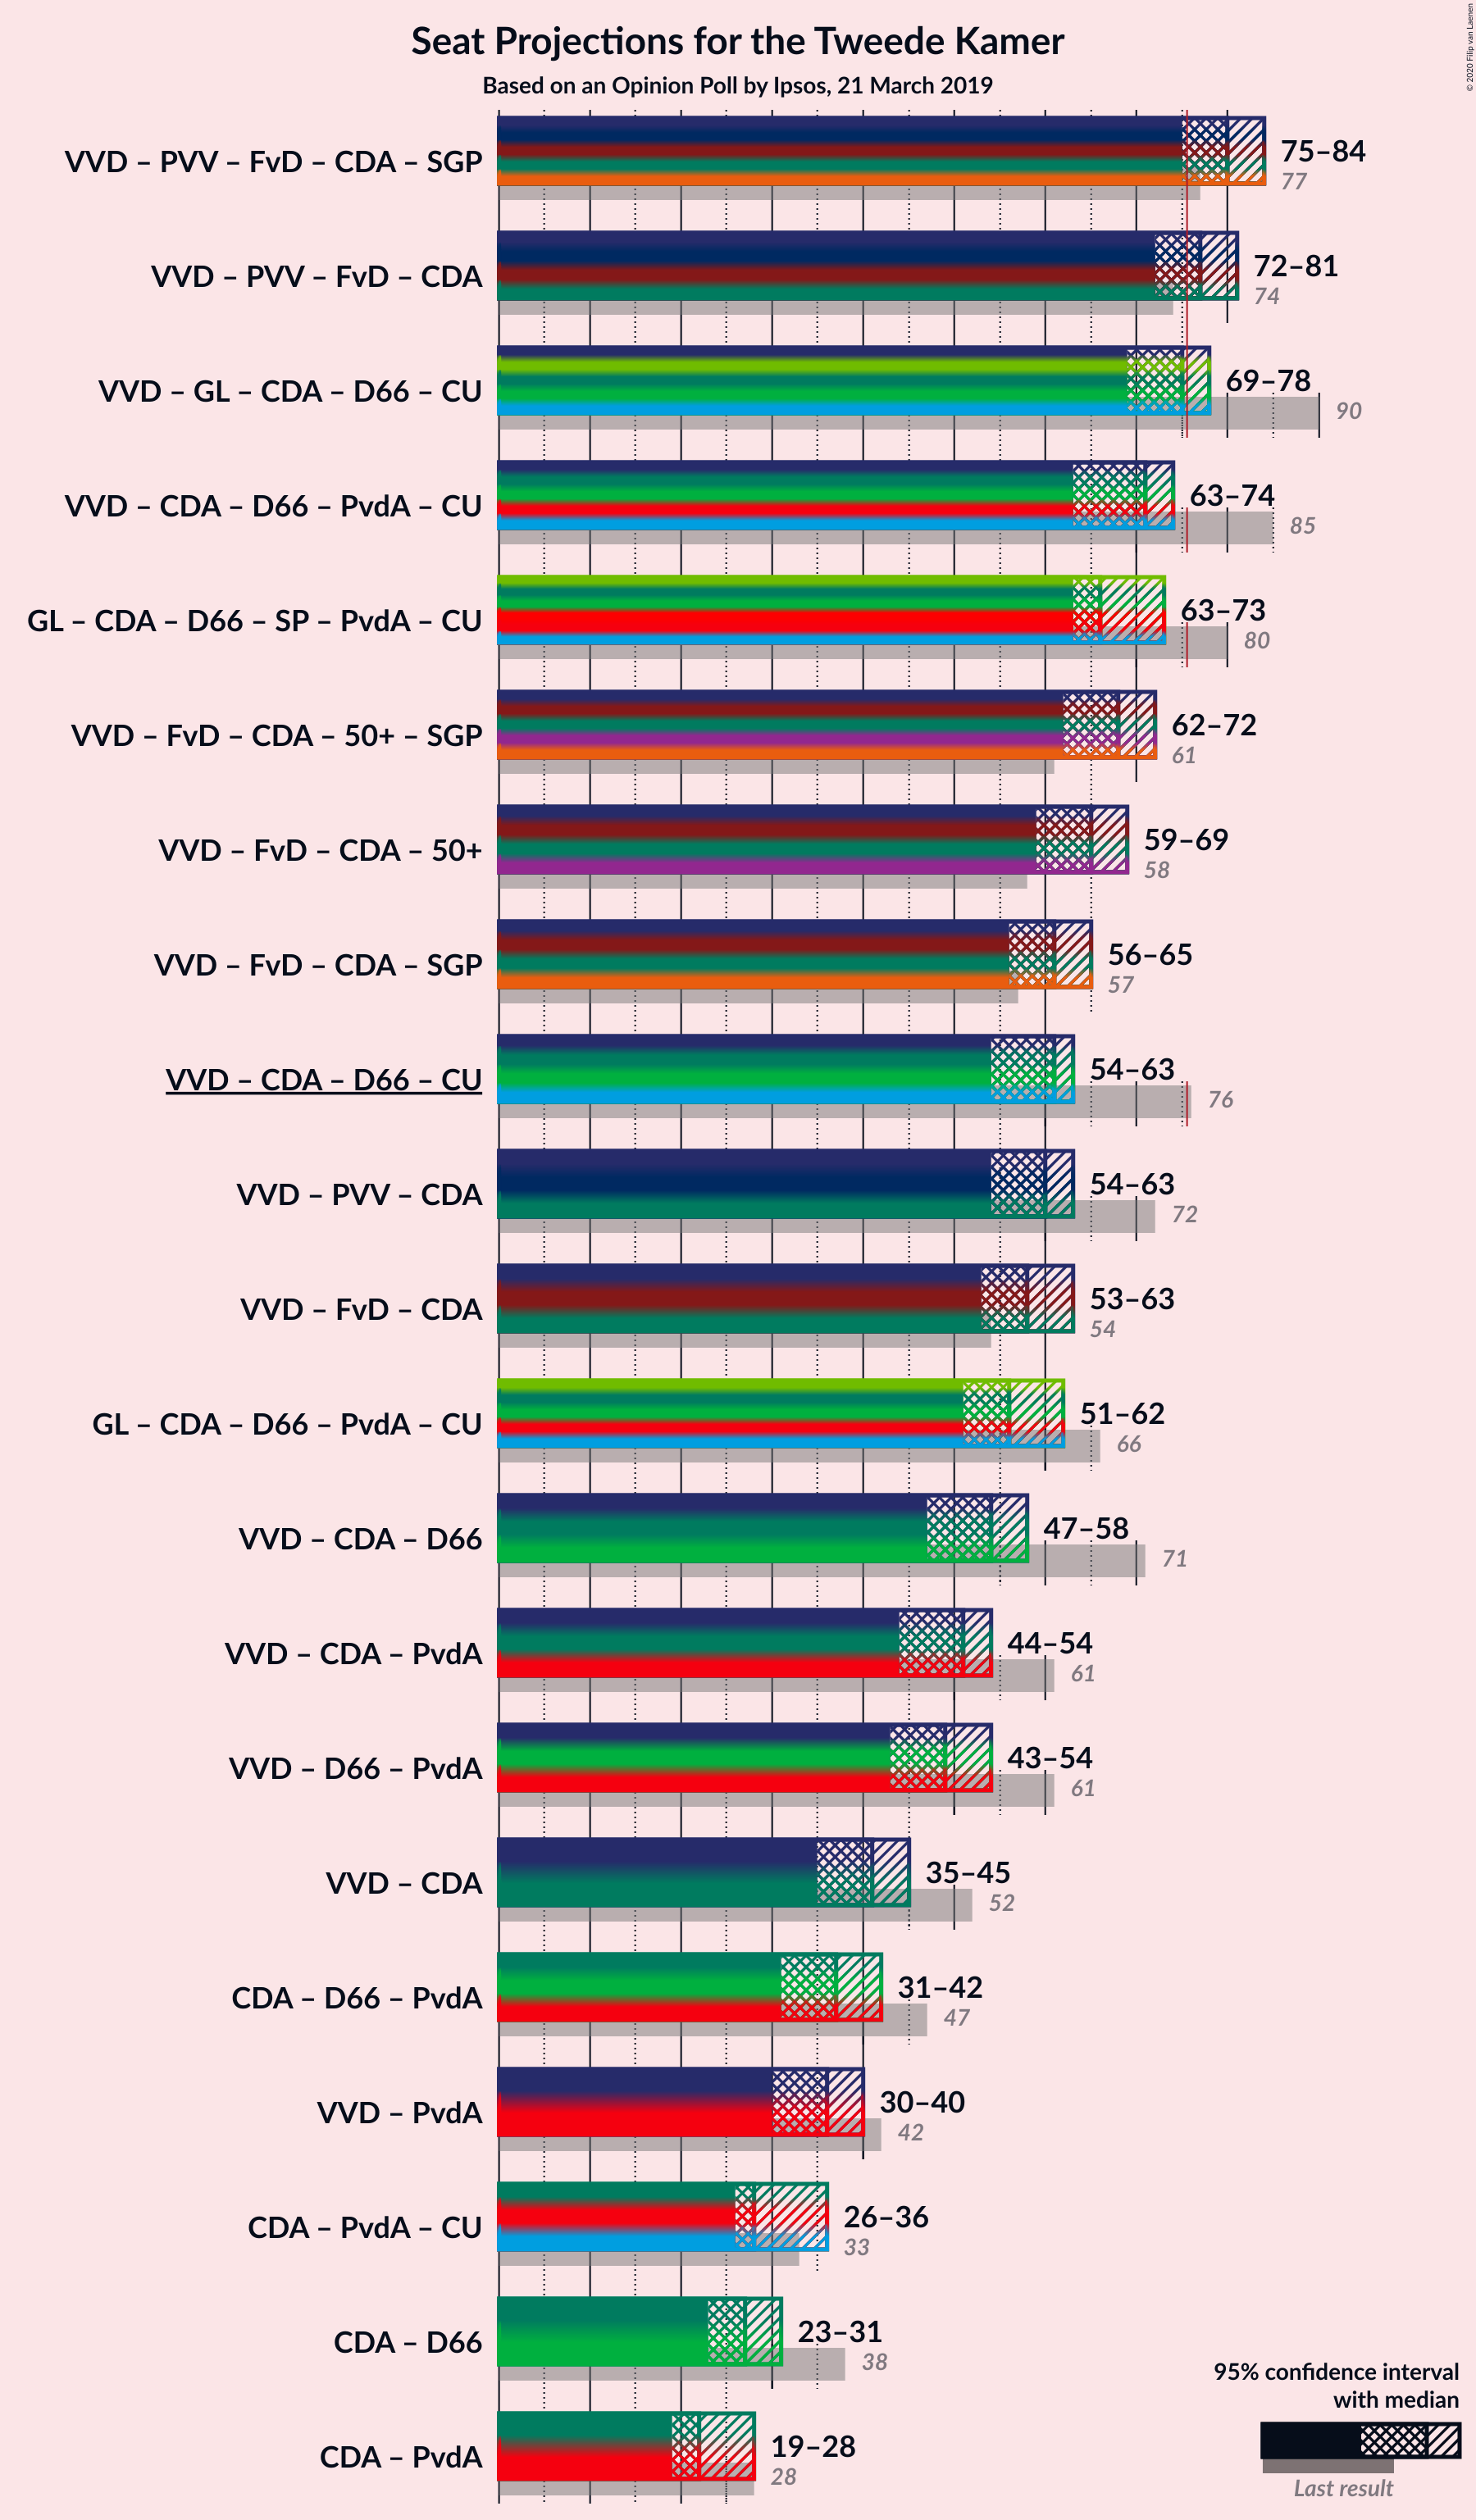 Seat Projections for the Tweede Kamer
Based on an Opinion Poll by Ipsos, 21 March 2019
© 2020 Filip van Laenen
VVD – PVV – FvD – CDA – SGP
75–84
77
VVD – PVV – FvD – CDA
72–81
74
VVD – GL – CDA – D66 – CU
69–78
90
VVD – CDA – D66 – PvdA – CU
63–74
85
GL – CDA – D66 – SP – PvdA – CU
63–73
80
VVD – FvD – CDA – 50+ – SGP
62–72
61
VVD – FvD – CDA – 50+
59–69
58
VVD – FvD – CDA – SGP
56–65
57
VVD – CDA – D66 – CU
54–63
76
VVD – PVV – CDA
54–63
72
VVD – FvD – CDA
53–63
54
GL – CDA – D66 – PvdA – CU
51–62
66
VVD – CDA – D66
47–58
71
VVD – CDA – PvdA
44–54
61
VVD – D66 – PvdA
43–54
61
VVD – CDA
35–45
52
CDA – D66 – PvdA
31–42
47
VVD – PvdA
30–40
42
CDA – PvdA – CU
26–36
33
CDA – D66
23–31
38
CDA – PvdA
19–28
28
95% confidence interval
with median
Last result